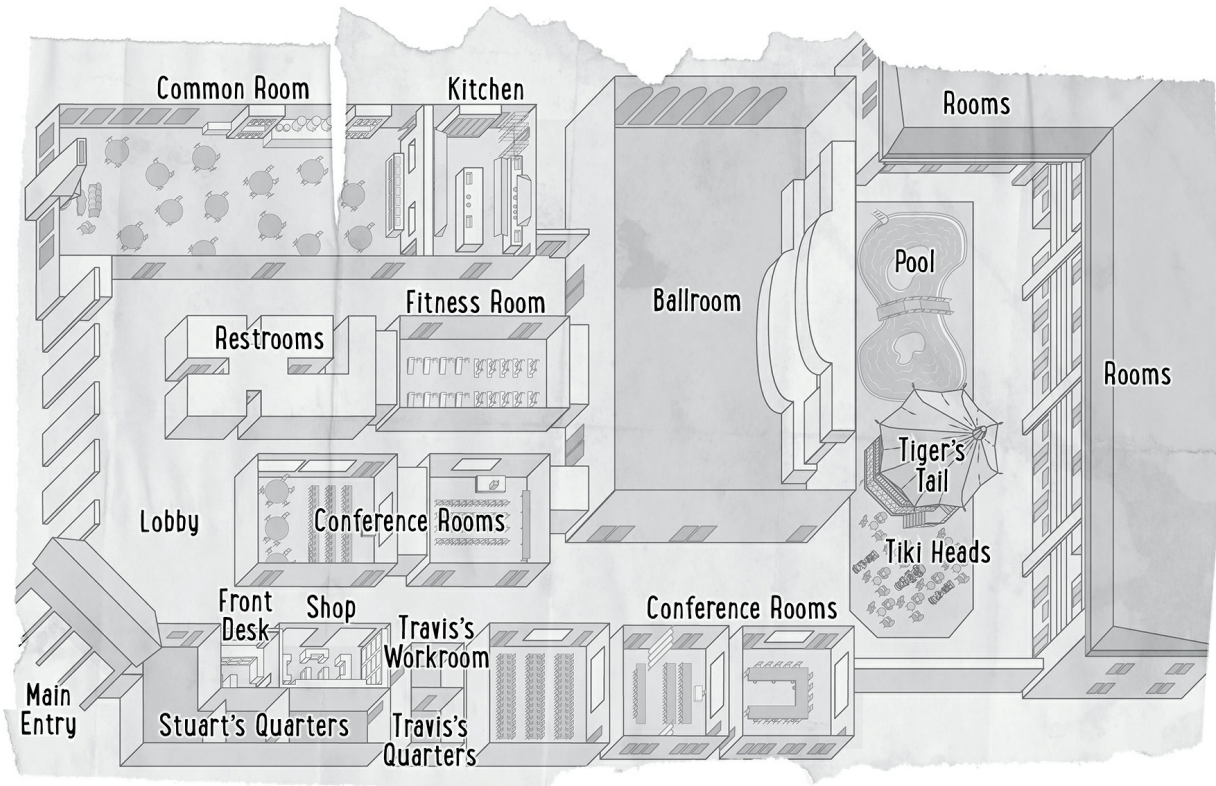 Common Room
Kitchen
Rooms
Pool
Fitness Room
Ballroom
Restrooms
Rooms
Tiger's
Tail
Lobby
Conference Rooms
Tiki Heads
Front
Desk
Shop
Travis's
Workroom
Conference Rooms
Main
Entry
Stuart's Quarters
Travis's
Quarters